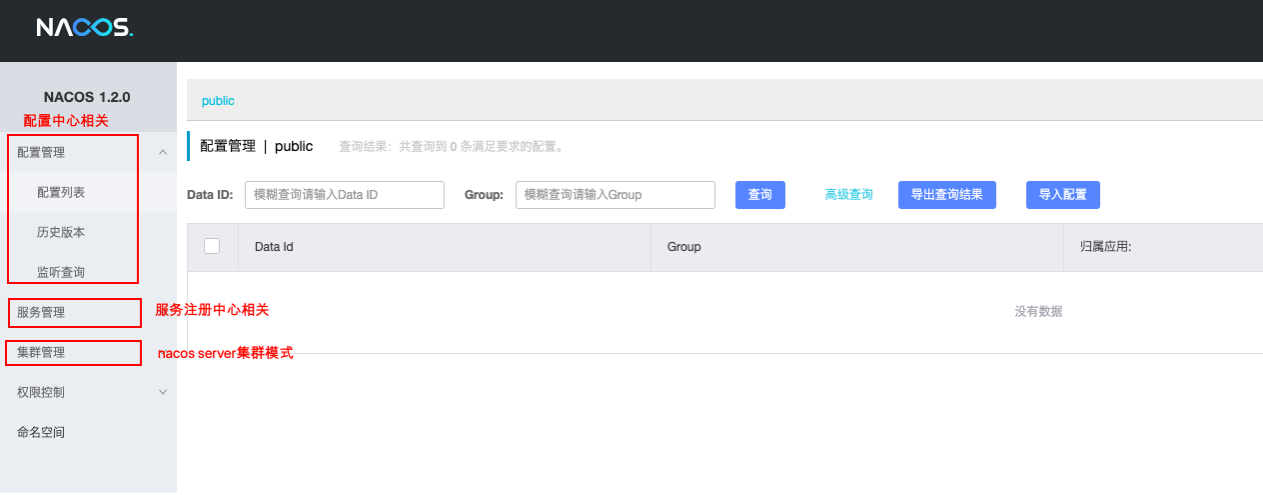 NACOS.
NACOS 1.2.0
配置中心相关
配置管理
配置列表
历史版本
监听查询
服务管理
服务注册中心相关
集群管理
nacos server集群模式
权限控制
命名空间
public
配置管理 | public 查询结果：共查询到 0 条满足要求的配置。
Data ID: 模糊查询请输入Data ID Group: 模糊查询请输入Group 查询 高级查询 导出查询结果 导入配置
Data Id Group 归属应用:
没有数据